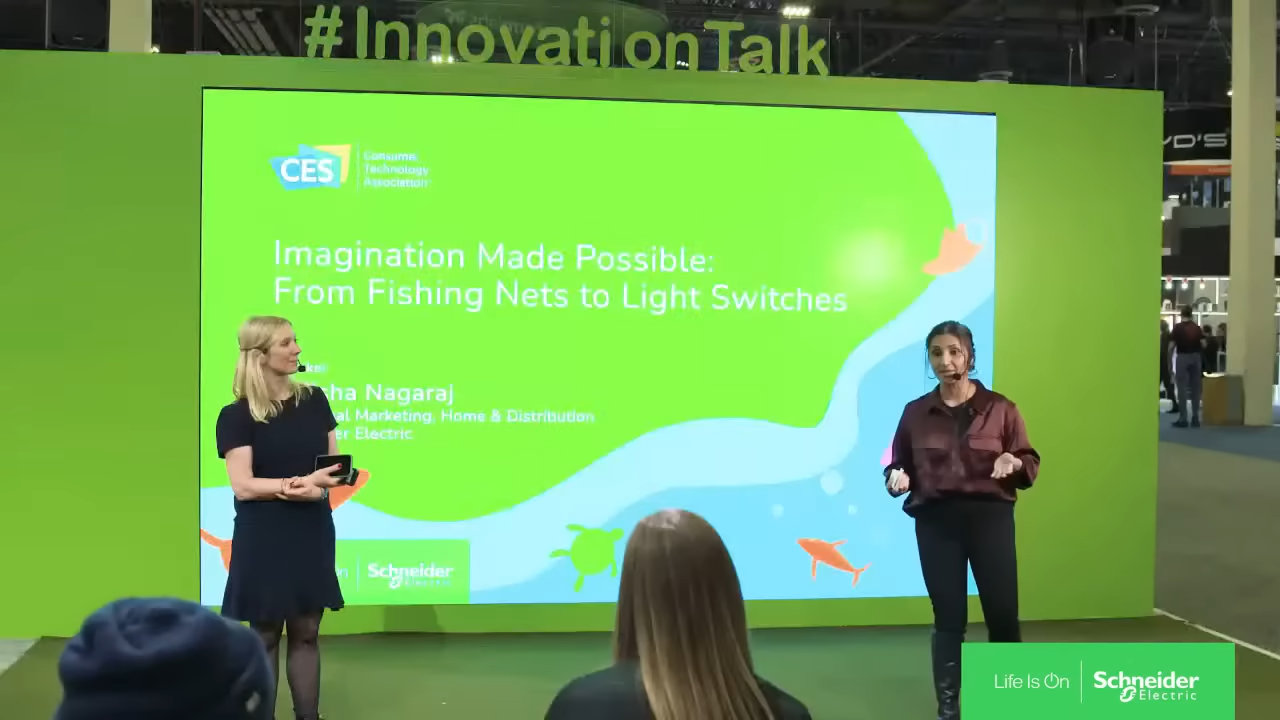 #InnovationTalk
CES
Consumer
Technology
Association
Imagination Made Possible:
From Fishing Nets to Light Switches
Nagaraj
Marketing, Home & Distribution
Electric
Schneider
Electric
Life Is On
Schneider
Electric